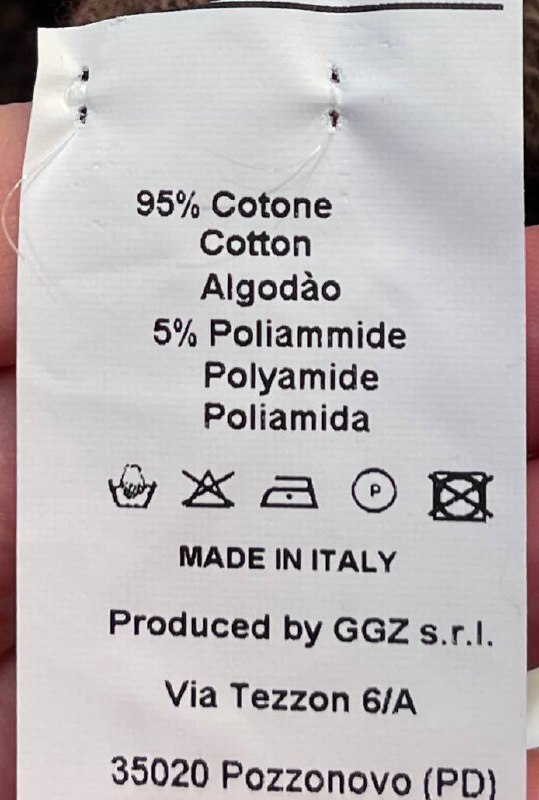 95% Cotone
Cotton
Algodào
5% Poliammide
Polyamide
Poliamida
P
MADE IN ITALY
Produced by GGZ s.r.l.
Via Tezzon 6/A
35020 Pozzonovo (PD)